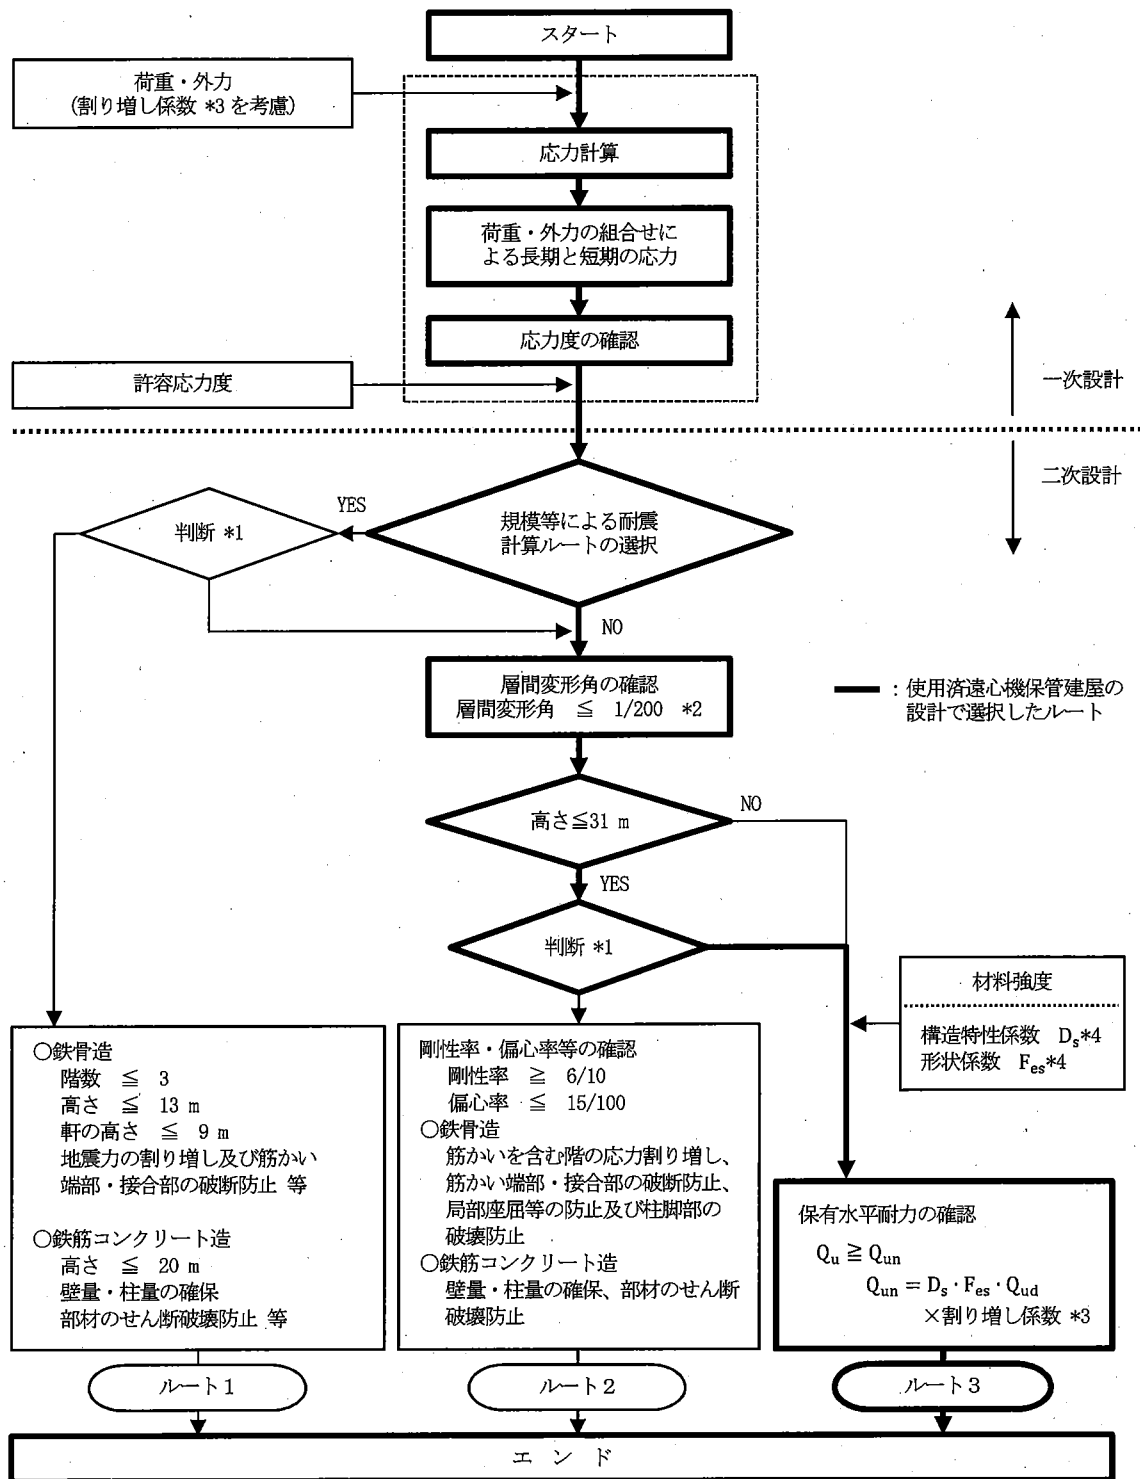 スタート
荷重・外力
(割り増し係数 *3 を考慮)
応力計算
荷重・外力の組合せに
よる長期と短期の応力
応力度の確認
許容応力度
一次設計
二次設計
規模等による耐震
計算ルートの選択
YES
判断 *1
NO
層間変形角の確認
層間変形角 ≦ 1/200 *2
:使用済遠心機保管建屋の
設計で選択したルート
高さ≦31 m
NO
YES
判断 *1
材料強度
構造特性係数 Ds*4
形状係数 Fes*4
○鉄骨造
階数 ≦ 3
高さ ≦ 13 m
軒の高さ ≦ 9 m
地震力の割り増し及び筋かい
端部・接合部の破断防止 等
○鉄筋コンクリート造
高さ ≦ 20 m
壁量・柱量の確保
部材のせん断破壊防止 等
剛性率・偏心率等の確認
剛性率 ≧ 6/10
偏心率 ≦ 15/100
○鉄骨造
筋かいを含む階の応力割り増し、
筋かい端部・接合部の破断防止、
局部座屈等の防止及び柱脚部の
破壊防止
○鉄筋コンクリート造
壁量・柱量の確保、部材のせん断
破壊防止
保有水平耐力の確認
Qu ≧ Qun
Qun = Ds · Fes · Qud
×割り増し係数 *3
ルート1
ルート2
ルート3
エ ン ド